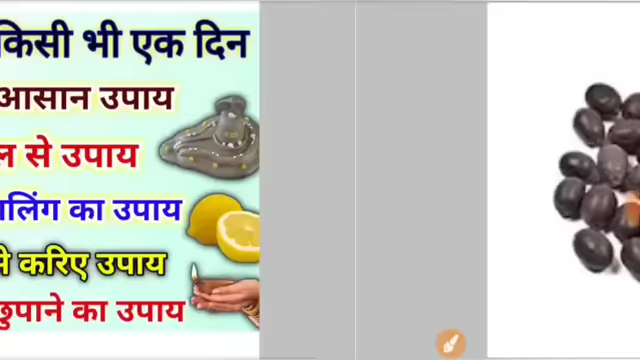 किसी भी एक दिन
आसान उपाय
से उपाय
का उपाय
करिए उपाय
का उपाय